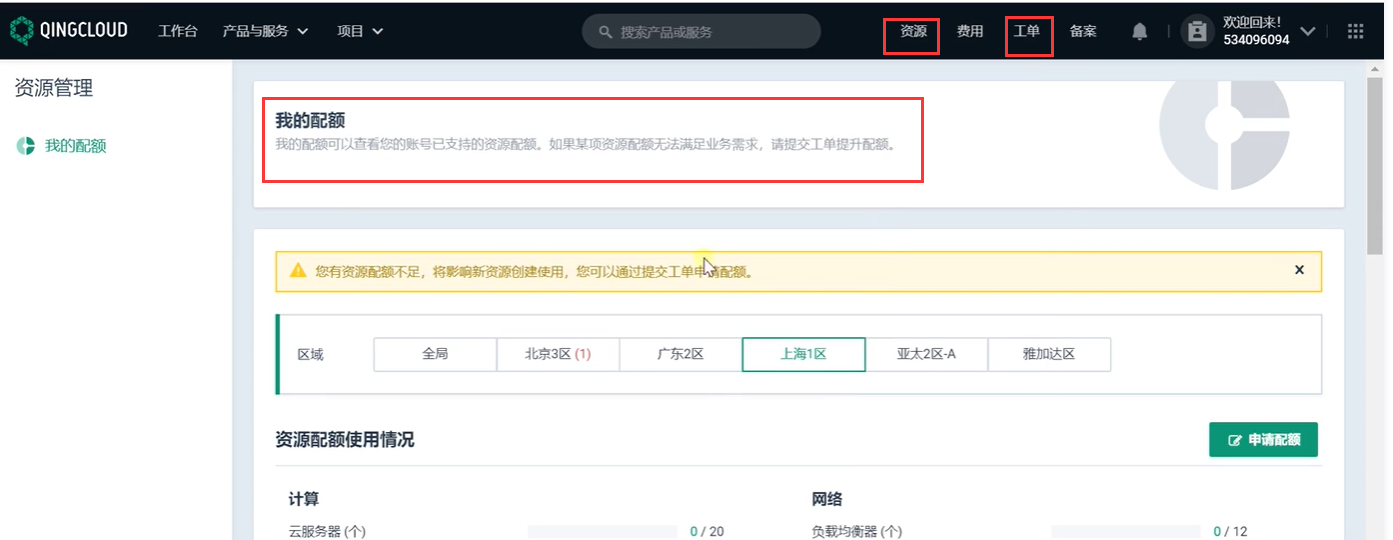 QINGCLOUD 工作台 产品与服务 项目 搜索产品或服务 资源 费用 工单 备案 欢迎回来!
534096094
资源管理
我的配额
我的配额
我的配额可以查看您的账号已支持的资源配额。如果某项资源配额无法满足业务需求，请提交工单提升配额。
您有资源配额不足，将影响新资源创建使用，您可以通过提交工单申请配额。
区域 全局 北京3区 (1) 广东2区 上海1区 亚太2区-A 雅加达区
资源配额使用情况 申请配额
计算 网络
云服务器 (个) 0 / 20 负载均衡器 (个) 0 / 12